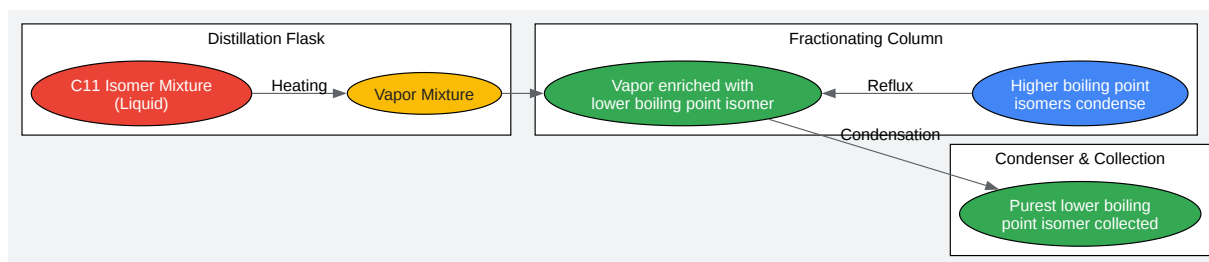 Distillation Flask
C11 Isomer Mixture
(Liquid)
Heating
Vapor Mixture
Fractionating Column
Vapor enriched with
lower boiling point isomer
Reflux
Higher boiling point
isomers condense
Condensation
Condenser & Collection
Purest lower boiling
point isomer collected